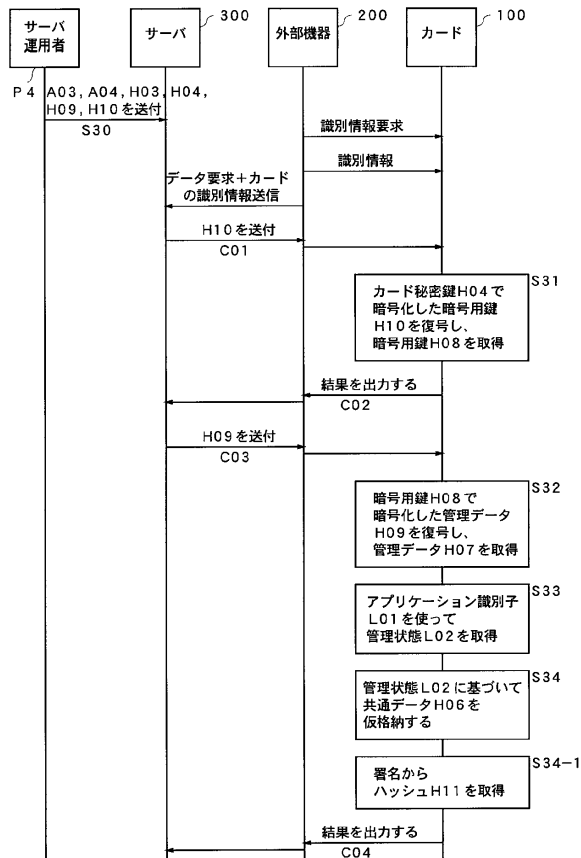 サーバ
運用者
サーバ
300
外部機器
200
カード
100
P4 A03, A04, H03, H04,
H09, H10を送付
S30
識別情報要求
識別情報
データ要求+カード
の識別情報送信
H10を送付
C01
S31
カード秘密鍵H04で
暗号化した暗号用鍵
H10を復号し、
暗号用鍵H08を取得
結果を出力する
C02
H09を送付
C03
S32
暗号用鍵H08で
暗号化した管理データ
H09を復号し、
管理データH07を取得
S33
アプリケーション識別子
L01を使って
管理状態L02を取得
S34
管理状態L02に基づいて
共通データH06を
仮格納する
S34-1
署名から
ハッシュH11を取得
結果を出力する
C04